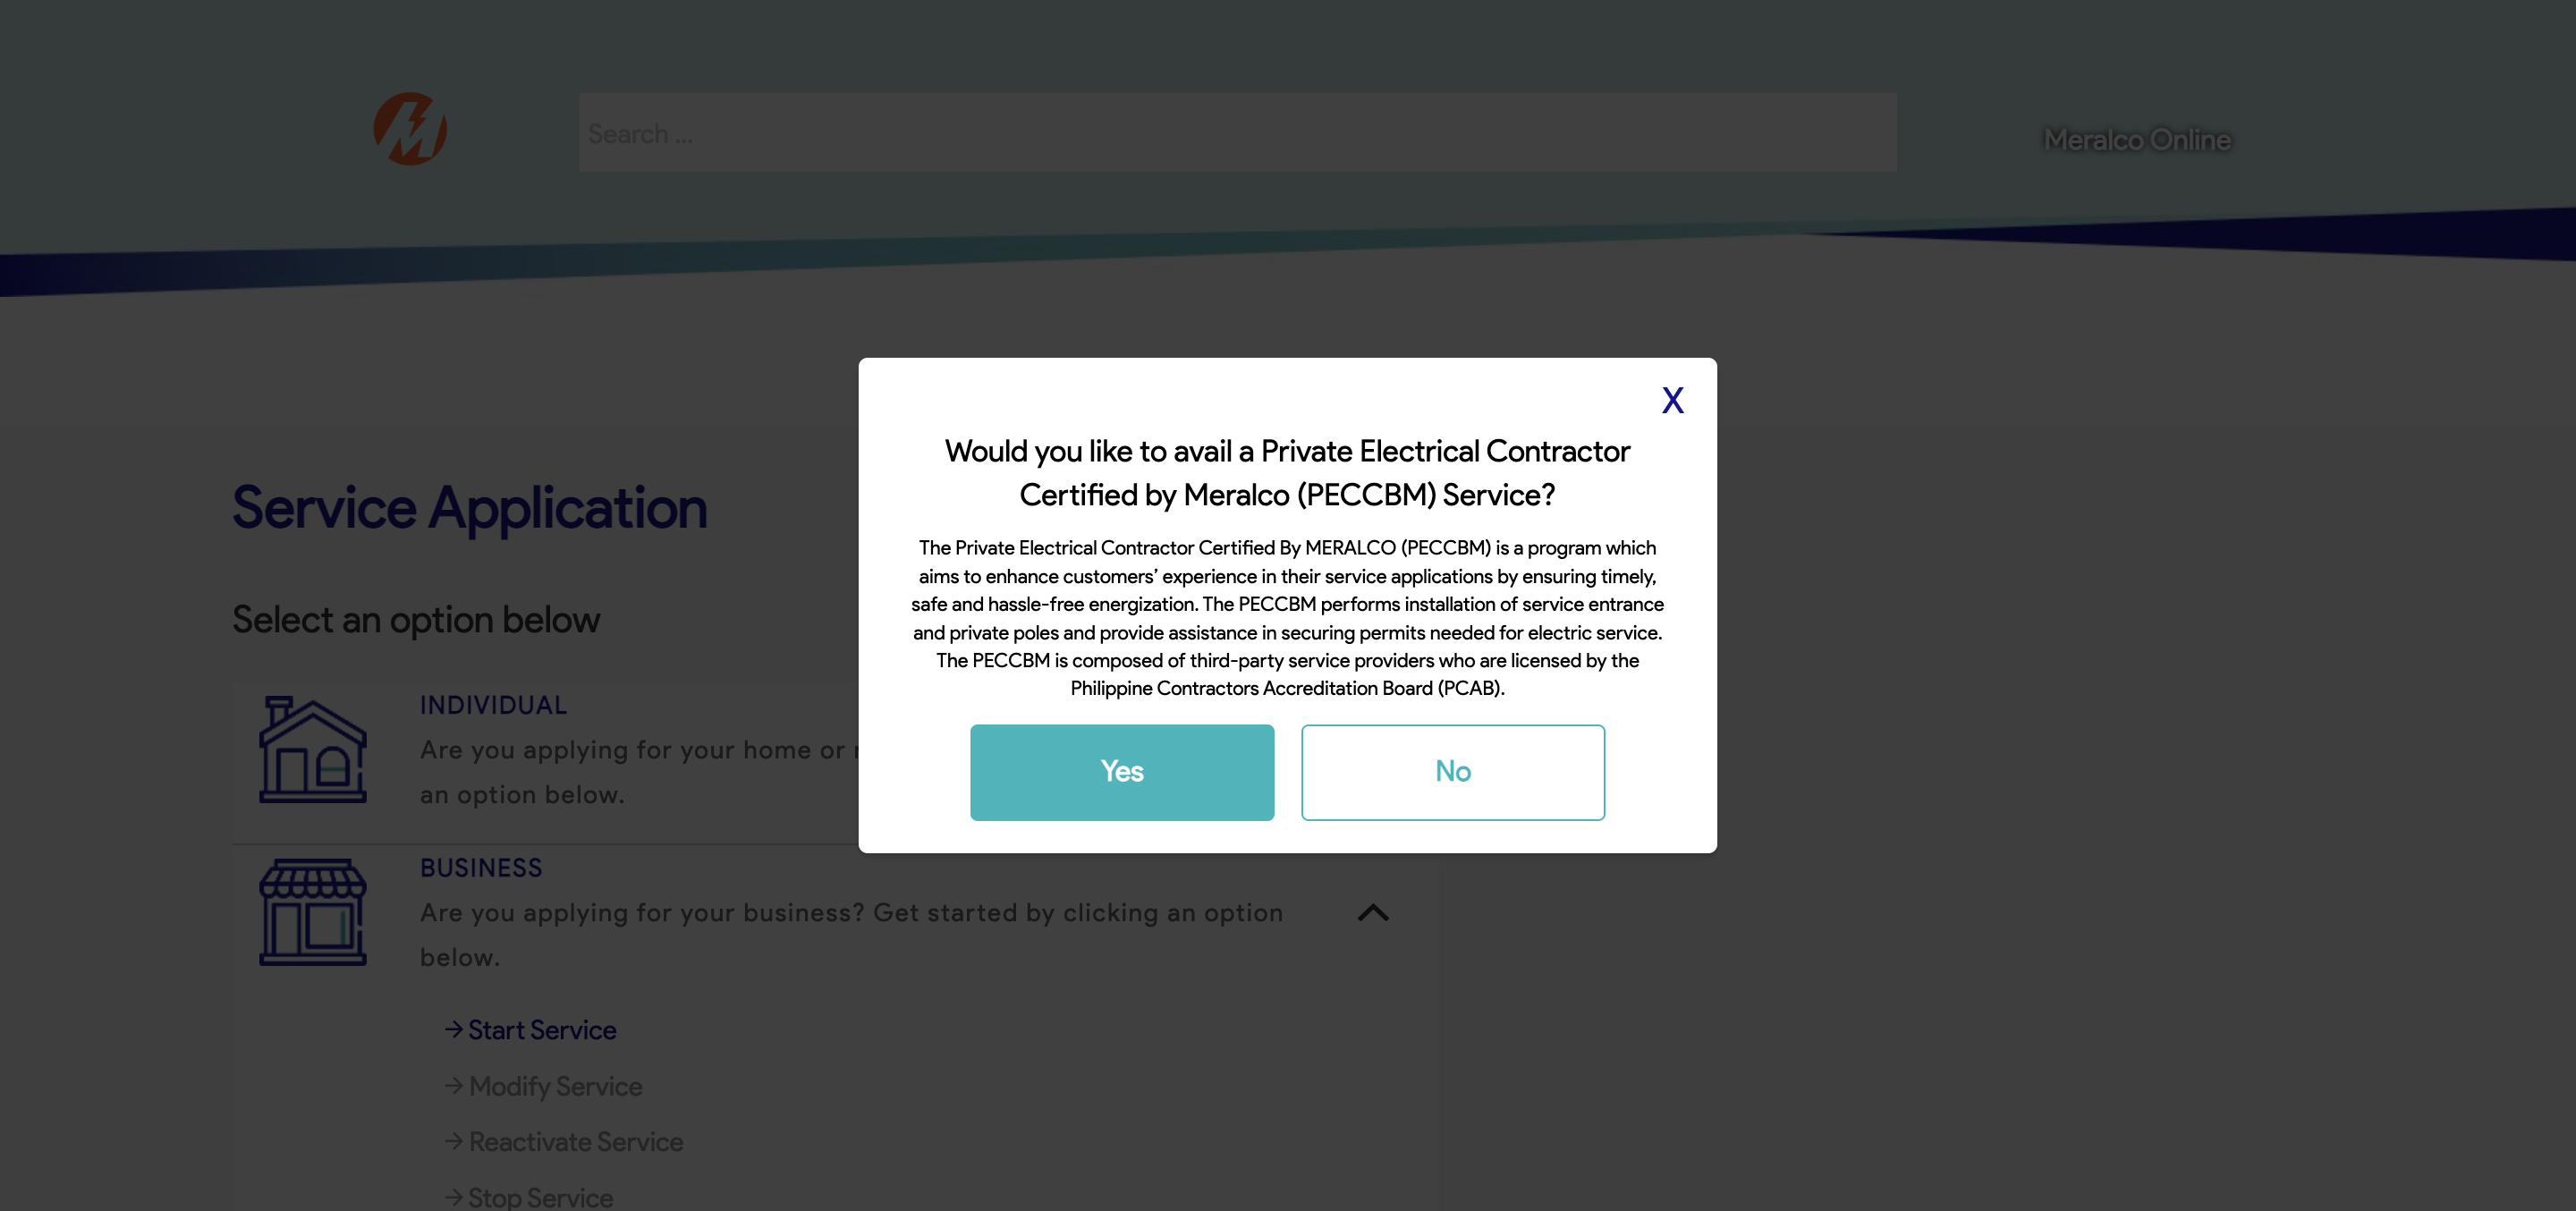 Search ...
Meralco Online
X
Would you like to avail a Private Electrical Contractor
Certified by Meralco (PECCBM) Service?
The Private Electrical Contractor Certified By MERALCO (PECCBM) is a program which
aims to enhance customers’ experience in their service applications by ensuring timely,
safe and hassle-free energization. The PECCBM performs installation of service entrance
and private poles and provide assistance in securing permits needed for electric service.
The PECCBM is composed of third-party service providers who are licensed by the
Philippine Contractors Accreditation Board (PCAB).
Yes
No
Service Application
Select an option below
INDIVIDUAL
Are you applying for your home or
an option below.
BUSINESS
Are you applying for your business? Get started by clicking an option
below.
→ Start Service
→ Modify Service
→ Reactivate Service
→ Stop Service